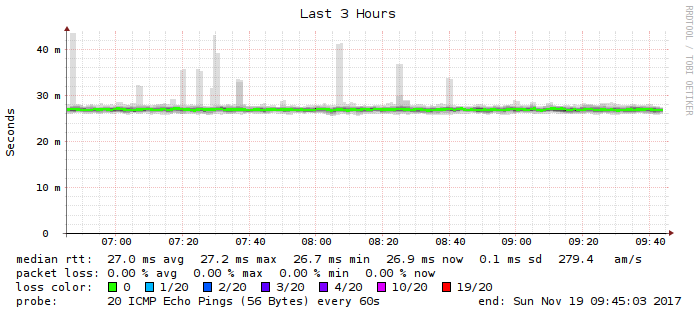 Last 3 Hours
RRDTOOL / TOBI OETIKER
Seconds
40 m
30 m
20 m
10 m
0
07:00 07:20 07:40 08:00 08:20 08:40 09:00 09:20 09:40
median rtt: 27.0 ms avg 27.2 ms max 26.7 ms min 26.9 ms now 0.1 ms sd 279.4 am/s
packet loss: 0.00 % avg 0.00 % max 0.00 % min 0.00 % now
loss color: 0 1/20 2/20 3/20 4/20 10/20 19/20
probe: 20 ICMP Echo Pings (56 Bytes) every 60s end: Sun Nov 19 09:45:03 2017